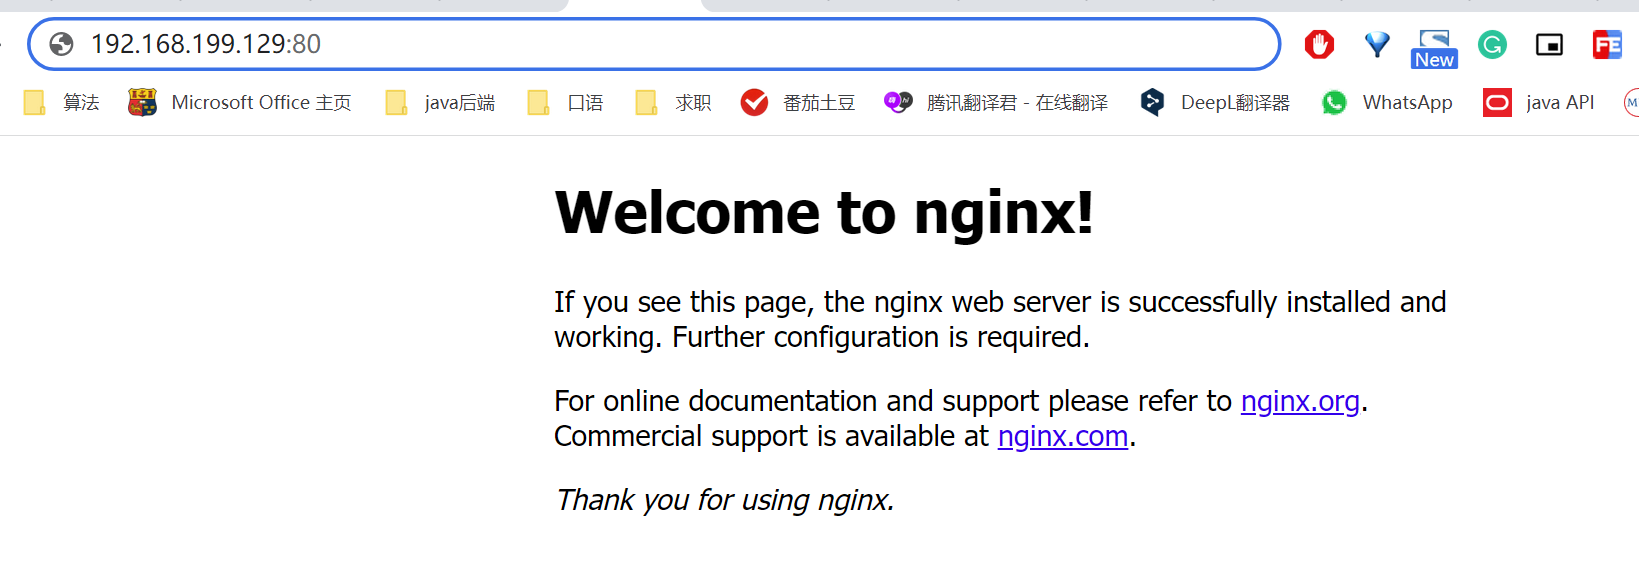 192.168.199.129:80
New
G
FE
算法
Microsoft Office 主页
java后端
口语
求职
番茄土豆
腾讯翻译君 - 在线翻译
DeepL翻译器
WhatsApp
java API
M
Welcome to nginx!
If you see this page, the nginx web server is successfully installed and
working. Further configuration is required.
For online documentation and support please refer to nginx.org.
Commercial support is available at nginx.com.
Thank you for using nginx.